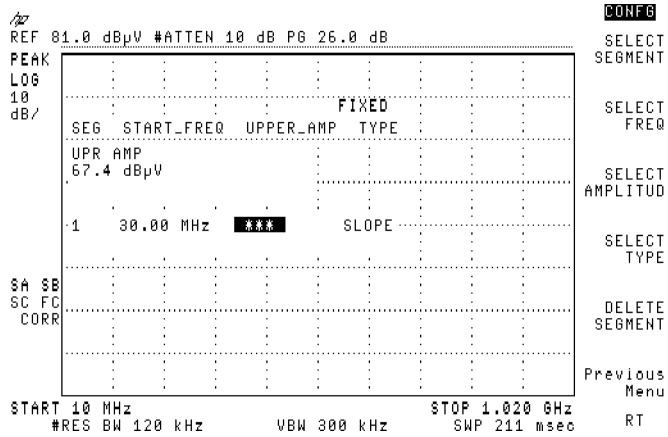 hp
CONFG
REF 81.0 dBµV #ATTEN 10 dB PG 26.0 dB
PEAK
LOG
10
dB/
FIXED
SEG START_FREQ UPPER_AMP TYPE
UPR AMP
67.4 dBµV
1 30.00 MHz *** SLOPE
SA SB
SC FC
CORR
START 10 MHz STOP 1.020 GHz
#RES BW 120 kHz VBW 300 kHz SWP 211 msec
SELECT
SEGMENT
SELECT
FREQ
SELECT
AMPLITUD
SELECT
TYPE
DELETE
SEGMENT
Previous
Menu
RT